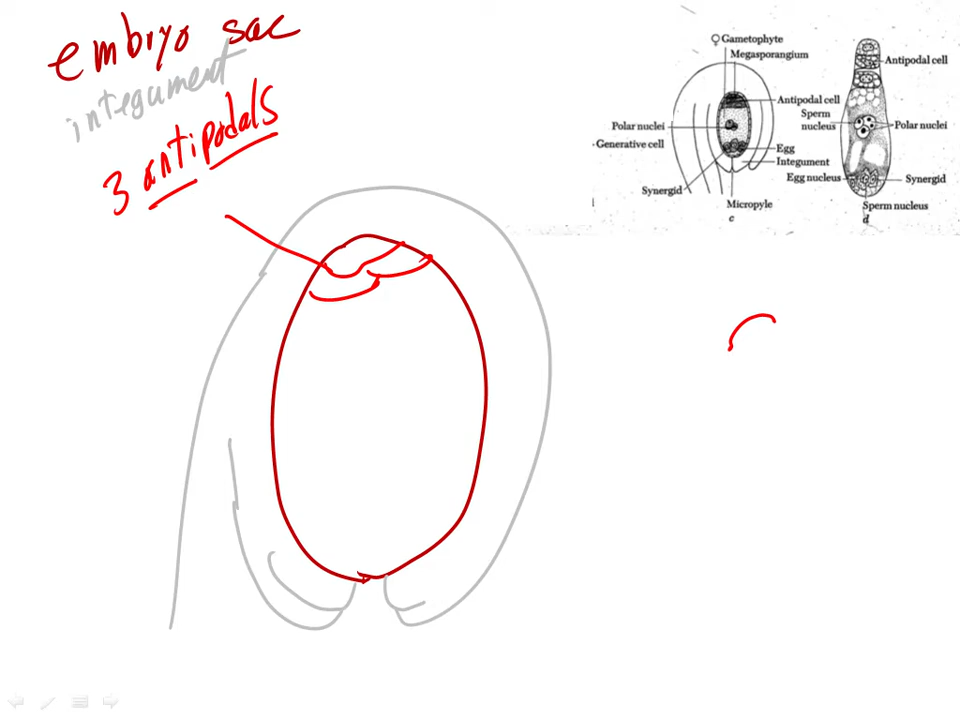 embryo sac
integument
3 antipodals
♀ Gametophyte
Megasporangium
Antipodal cell
Polar nuclei
Generative cell
Egg
Integument
Synergid
Micropyle
c
Antipodal cell
Sperm
nucleus
Polar nuclei
Egg nucleus
Synergid
Sperm nucleus
d